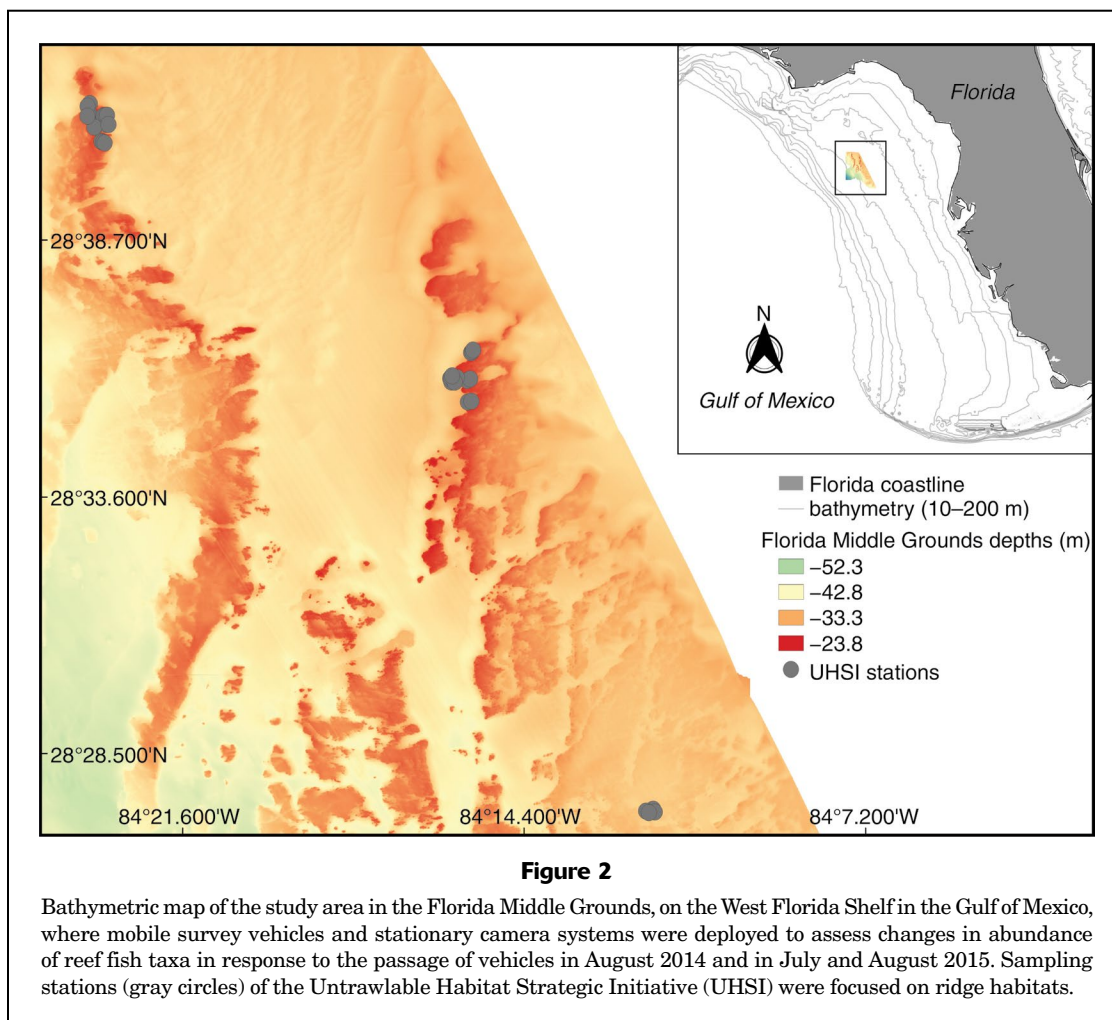 Florida
N
Gulf of Mexico
28°38.700'N
28°33.600'N
28°28.500'N
84°21.600'W
84°14.400'W
84°7.200'W
Florida coastline
bathymetry (10–200 m)
Florida Middle Grounds depths (m)
–52.3
–42.8
–33.3
–23.8
UHSI stations
Figure 2
Bathymetric map of the study area in the Florida Middle Grounds, on the West Florida Shelf in the Gulf of Mexico,
where mobile survey vehicles and stationary camera systems were deployed to assess changes in abundance
of reef fish taxa in response to the passage of vehicles in August 2014 and in July and August 2015. Sampling
stations (gray circles) of the Untrawlable Habitat Strategic Initiative (UHSI) were focused on ridge habitats.